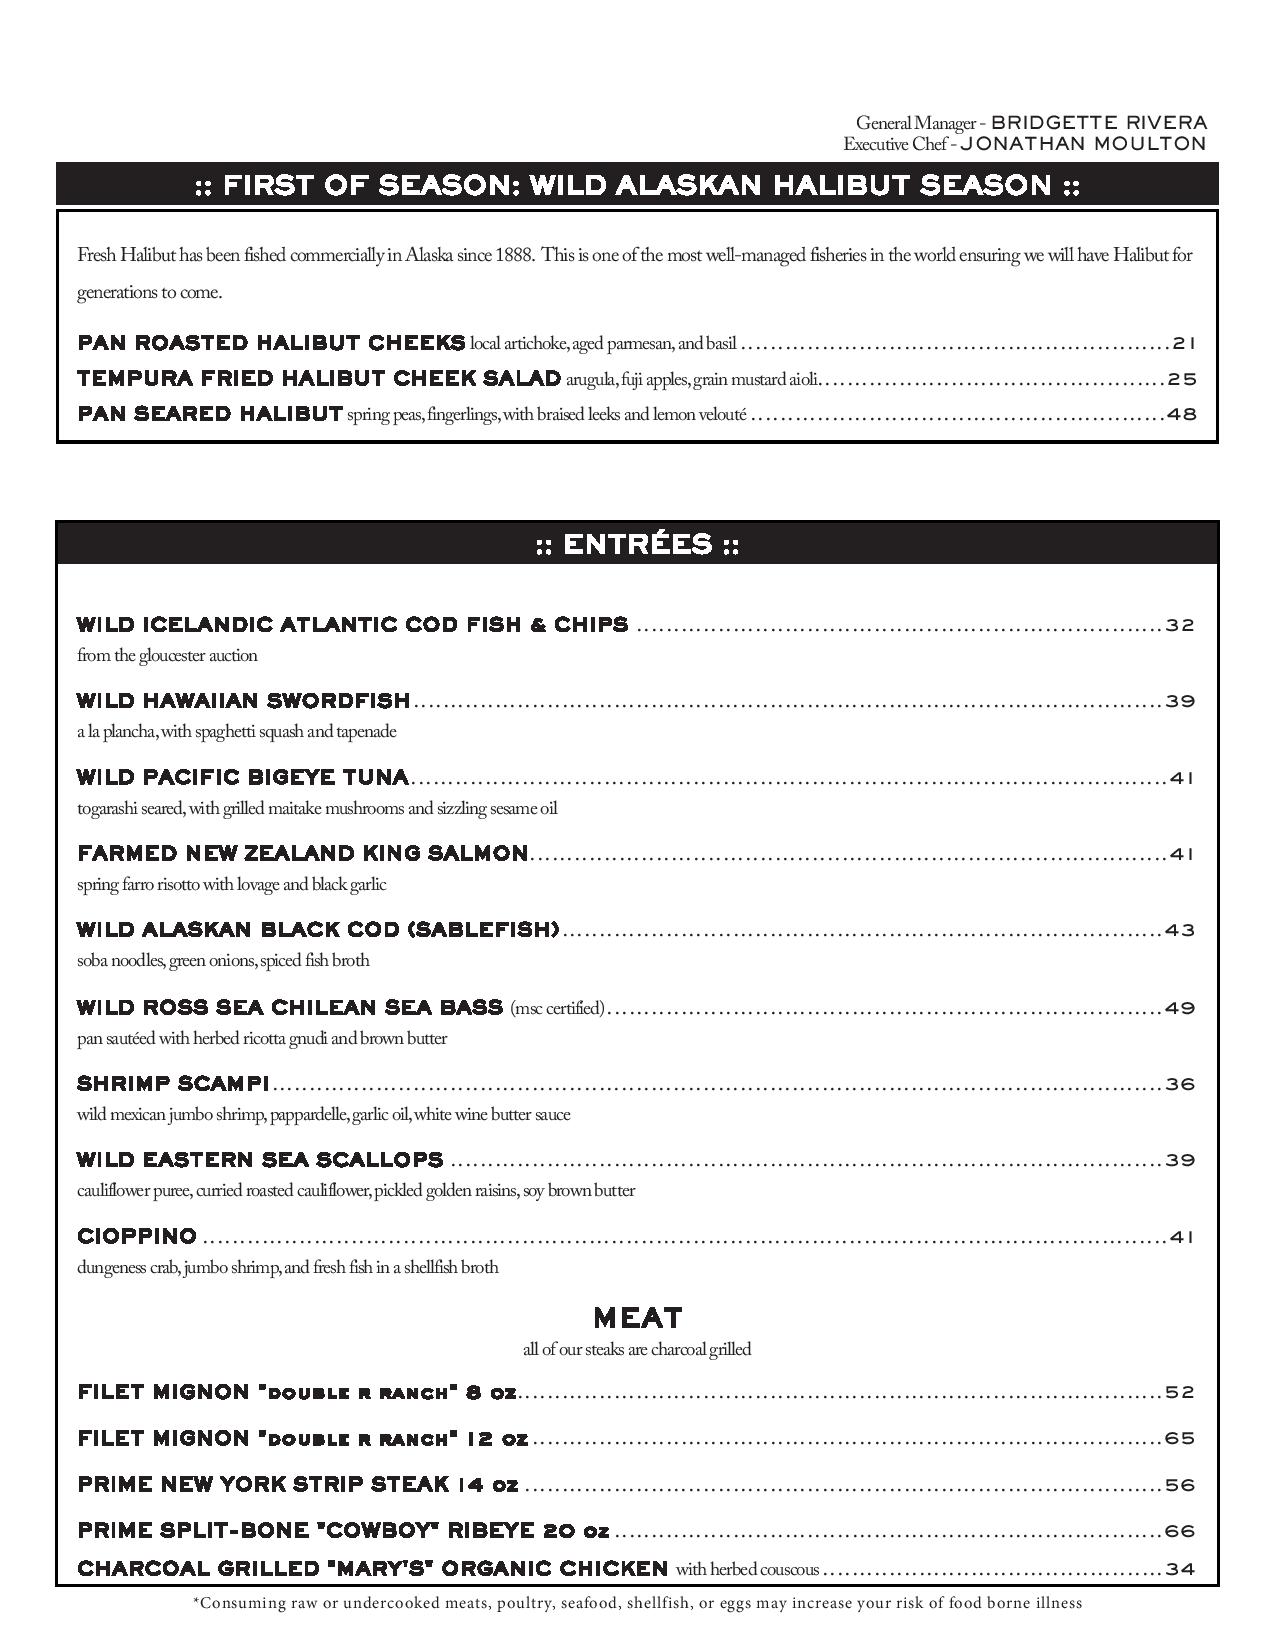 General Manager - BRIDGETTE RIVERA
Executive Chef - JONATHAN MOULTON
:: FIRST OF SEASON: WILD ALASKAN HALIBUT SEASON ::
Fresh Halibut has been fished commercially in Alaska since 1888. This is one of the most well-managed fisheries in the world ensuring we will have Halibut for
generations to come.
PAN ROASTED HALIBUT CHEEKS local artichoke, aged parmesan, and basil ........................................................21
TEMPURA FRIED HALIBUT CHEEK SALAD arugula, fuji apples, grain mustard aioli.............................................25
PAN SEARED HALIBUT spring peas, fingerlings, with braised leeks and lemon velouté ......................................................48
:: ENTRÉES ::
WILD ICELANDIC ATLANTIC COD FISH & CHIPS .....................................................................32
from the gloucester auction
WILD HAWAIIAN SWORDFISH..................................................................................................39
a la plancha, with spaghetti squash and tapenade
WILD PACIFIC BIGEYE TUNA...................................................................................................41
togarashi seared, with grilled maitake mushrooms and sizzling sesame oil
FARMED NEW ZEALAND KING SALMON....................................................................................41
spring farro risotto with lovage and black garlic
WILD ALASKAN BLACK COD (SABLEFISH)...............................................................................43
soba noodles, green onions, spiced fish broth
WILD ROSS SEA CHILEAN SEA BASS (msc certified).........................................................................49
pan sautéed with herbed ricotta gnudi and brown butter
SHRIMP SCAMPI.....................................................................................................................36
wild mexican jumbo shrimp, pappardelle, garlic oil, white wine butter sauce
WILD EASTERN SEA SCALLOPS .............................................................................................39
cauliflower puree, curried roasted cauliflower, pickled golden raisins, soy brown butter
CIOPPINO ...............................................................................................................................41
dungeness crab, jumbo shrimp, and fresh fish in a shellfish broth
MEAT
all of our steaks are charcoal grilled
FILET MIGNON "DOUBLE R RANCH" 8 oz.....................................................................................52
FILET MIGNON "DOUBLE R RANCH" 12 oz ...................................................................................65
PRIME NEW YORK STRIP STEAK 14 oz ....................................................................................56
PRIME SPLIT-BONE "COWBOY" RIBEYE 20 oz ........................................................................66
CHARCOAL GRILLED "MARY'S" ORGANIC CHICKEN with herbed couscous .............................................34
*Consuming raw or undercooked meats, poultry, seafood, shellfish, or eggs may increase your risk of food borne illness